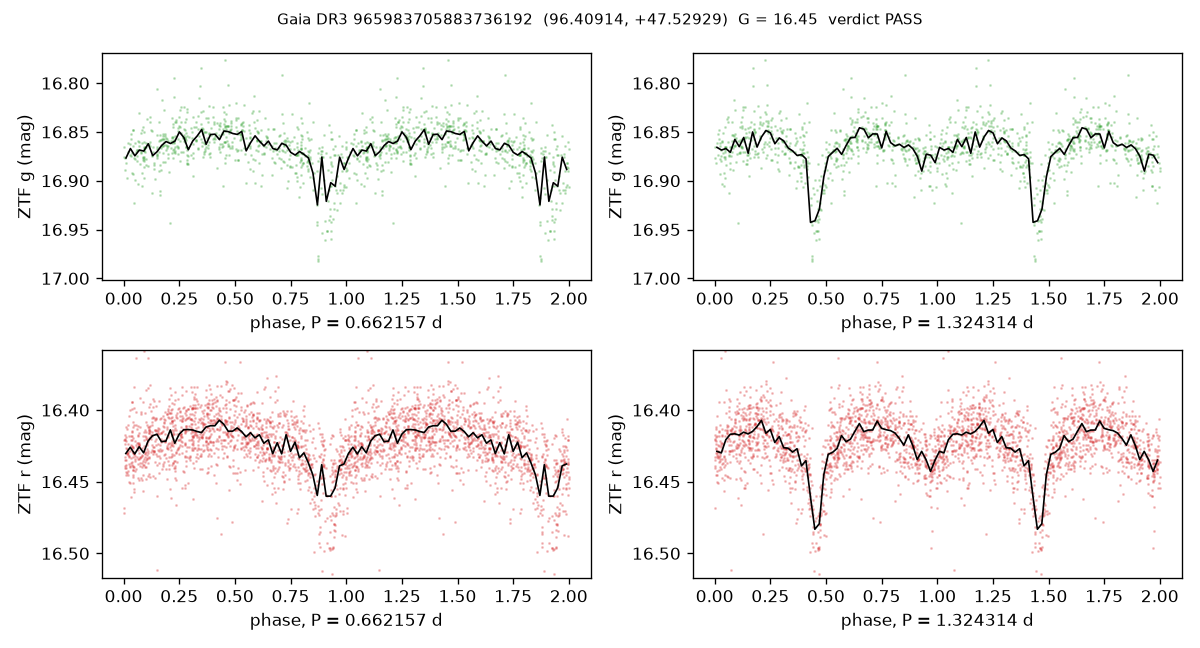 Gaia DR3 965983705883736192 (96.40914, +47.52929) G = 16.45 verdict PASS
ZTF g (mag)
16.80
16.85
16.90
16.95
17.00
0.00 0.25 0.50 0.75 1.00 1.25 1.50 1.75 2.00
phase, P = 0.662157 d
ZTF g (mag)
16.80
16.85
16.90
16.95
17.00
0.00 0.25 0.50 0.75 1.00 1.25 1.50 1.75 2.00
phase, P = 1.324314 d
ZTF r (mag)
16.40
16.45
16.50
0.00 0.25 0.50 0.75 1.00 1.25 1.50 1.75 2.00
phase, P = 0.662157 d
ZTF r (mag)
16.40
16.45
16.50
0.00 0.25 0.50 0.75 1.00 1.25 1.50 1.75 2.00
phase, P = 1.324314 d